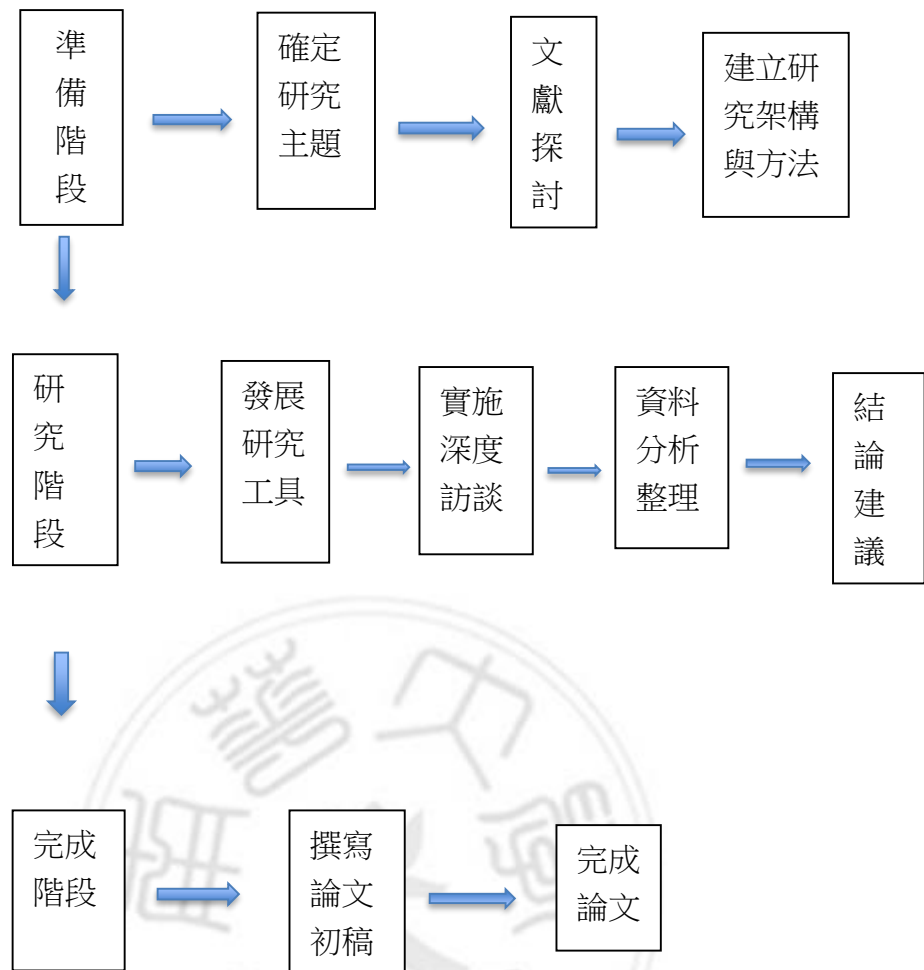 準
備
階
段
確定
研究
主題
文
獻
探
討
建立研
究架構
與方法
研
究
階
段
發展
研究
工具
實施
深度
訪談
資料
分析
整理
結
論
建
議
完成
階段
撰寫
論文
初稿
完成
論文